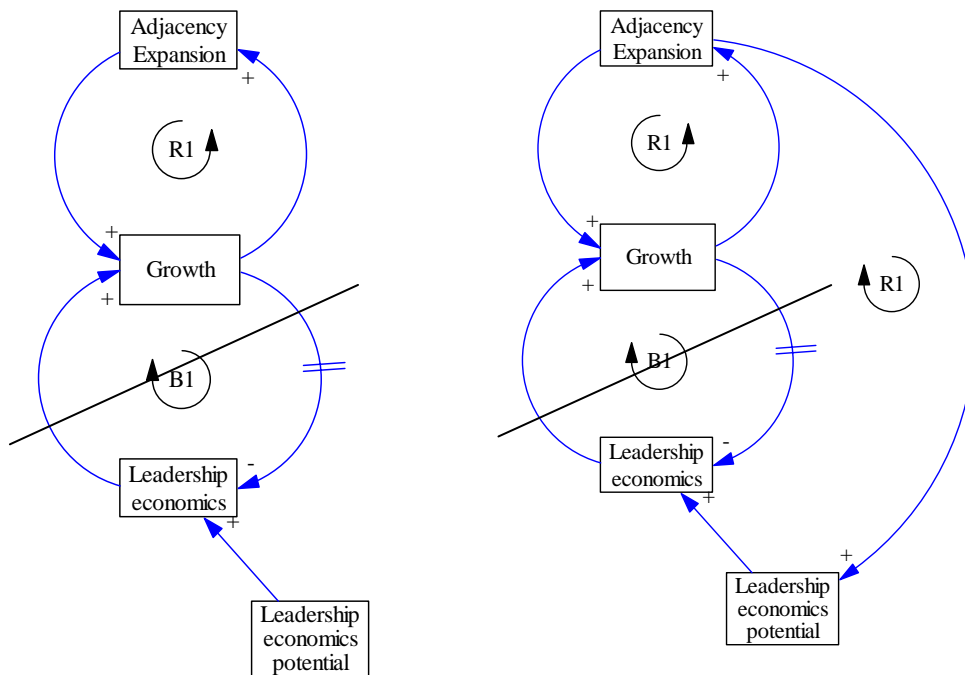 Adjacency
Expansion
+
R1
+
Growth
+
B1
-
Leadership
economics
+
Leadership
economics
potential
Adjacency
Expansion
+
R1
+
Growth
+
R1
B1
-
Leadership
economics
+
+
Leadership
economics
potential